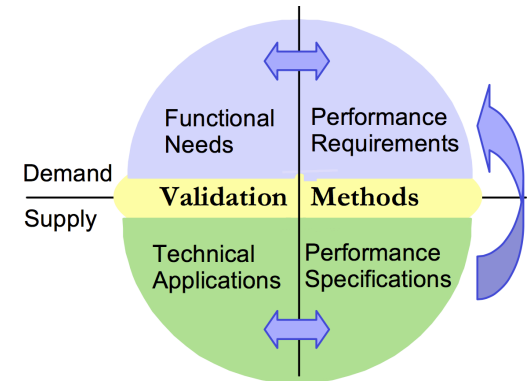 Functional
Needs
Performance
Requirements
Demand
Validation Methods
Supply
Technical
Applications
Performance
Specifications